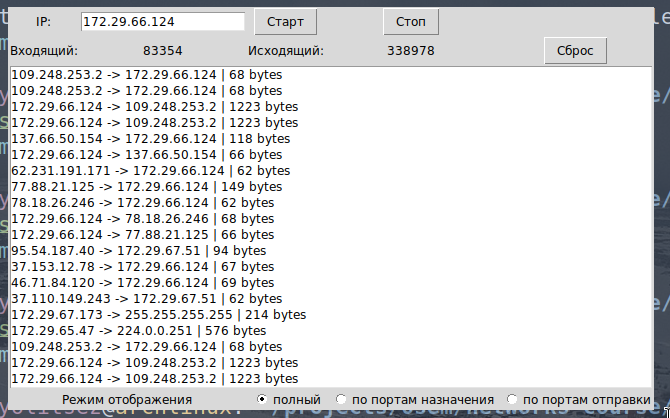 IP: 172.29.66.124 Старт Стоп
Входящий: 83354 Исходящий: 338978 Сброс
109.248.253.2 -> 172.29.66.124 | 68 bytes
109.248.253.2 -> 172.29.66.124 | 68 bytes
172.29.66.124 -> 109.248.253.2 | 1223 bytes
172.29.66.124 -> 109.248.253.2 | 1223 bytes
137.66.50.154 -> 172.29.66.124 | 118 bytes
172.29.66.124 -> 137.66.50.154 | 66 bytes
62.231.191.171 -> 172.29.66.124 | 62 bytes
77.88.21.125 -> 172.29.66.124 | 149 bytes
78.18.26.246 -> 172.29.66.124 | 62 bytes
172.29.66.124 -> 78.18.26.246 | 68 bytes
172.29.66.124 -> 77.88.21.125 | 66 bytes
95.54.187.40 -> 172.29.67.51 | 94 bytes
37.153.12.78 -> 172.29.66.124 | 67 bytes
46.71.84.120 -> 172.29.66.124 | 69 bytes
37.110.149.243 -> 172.29.67.51 | 62 bytes
172.29.67.173 -> 255.255.255.255 | 214 bytes
172.29.65.47 -> 224.0.0.251 | 576 bytes
109.248.253.2 -> 172.29.66.124 | 68 bytes
172.29.66.124 -> 109.248.253.2 | 1223 bytes
172.29.66.124 -> 109.248.253.2 | 1223 bytes
Режим отображения полный по портам назначения по портам отправки